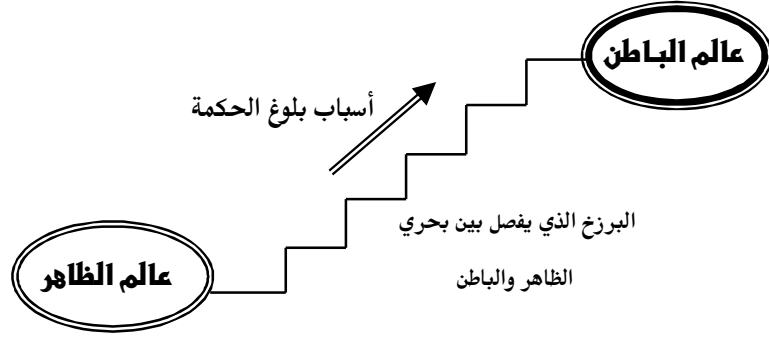 عالم الباطن
أسباب بلوغ الحكمة
البرزخ الذي يفصل بين بحري
الظاهر والباطن
عالم الظاهر